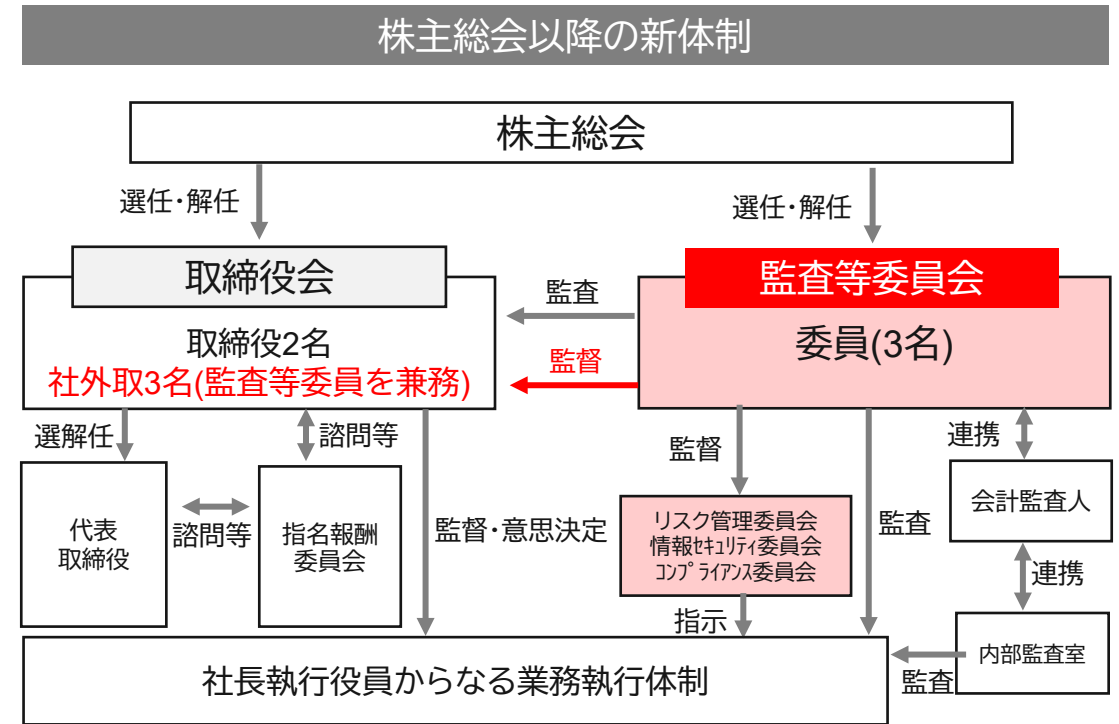 株主総会以降の新体制
株主総会
選任･解任
選任･解任
取締役会
監査等委員会
監査
取締役2名
社外取3名(監査等委員を兼務)
監督
委員(3名)
選解任
諮問等
監督
連携
代表
取締役
諮問等
指名報酬
委員会
監督･意思決定
リスク管理委員会
情報ｾｷｭﾘﾃｨ委員会
ｺﾝﾌﾟﾗｲｱﾝｽ委員会
監査
会計監査人
連携
指示
社長執行役員からなる業務執行体制
監査
内部監査室